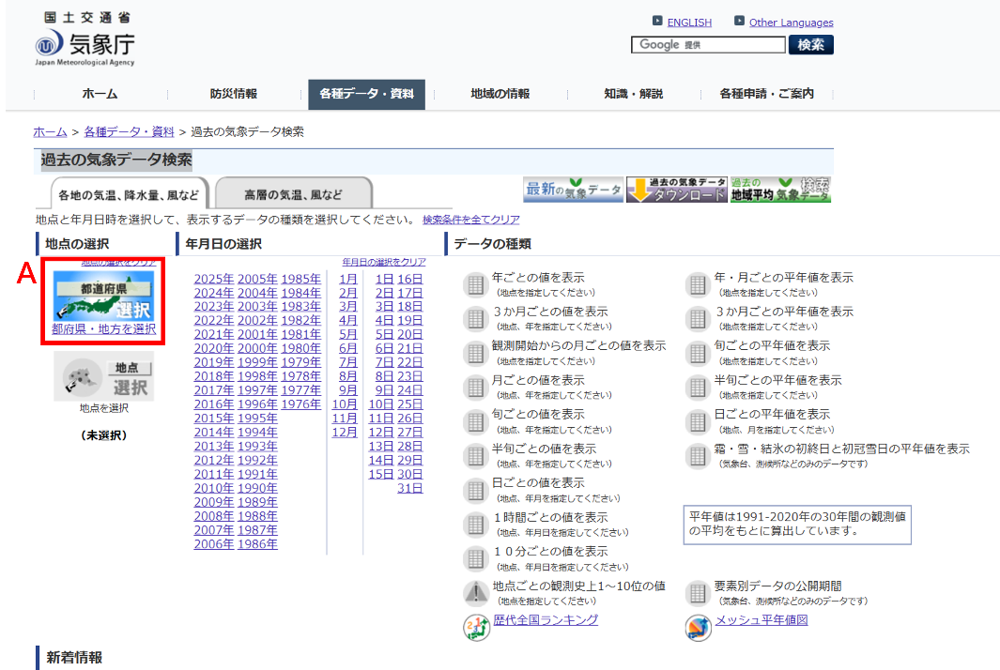 国土交通省
気象庁
Japan Meteorological Agency
ENGLISH Other Languages
Google 提供 検索
ホーム 防災情報 各種データ・資料 地域の情報 知識・解説 各種申請・ご案内
ホーム > 各種データ・資料 > 過去の気象データ検索
過去の気象データ検索
各地の気温、降水量、風など 高層の気温、風など
最新の気象データ
過去の気象データ
ダウンロード
過去の 検索
地域平均 気象データ
地点と年月日時を選択して、表示するデータの種類を選択してください。 検索条件を全てクリア
地点の選択
A
地点の選択をクリア
都道府県
選択
都府県・地方を選択
地点
選択
地点を選択
(未選択)
年月日の選択
年月日の選択をクリア
2025年 2005年 1985年 1月 1日 16日
2024年 2004年 1984年 2月 2日 17日
2023年 2003年 1983年 3月 3日 18日
2022年 2002年 1982年 4月 4日 19日
2021年 2001年 1981年 5月 5日 20日
2020年 2000年 1980年 6月 6日 21日
2019年 1999年 1979年 7月 7日 22日
2018年 1998年 1978年 8月 8日 23日
2017年 1997年 1977年 9月 9日 24日
2016年 1996年 1976年 10月 10日 25日
2015年 1995年 11月 11日 26日
2014年 1994年 12月 12日 27日
2013年 1993年 13日 28日
2012年 1992年 14日 29日
2011年 1991年 15日 30日
2010年 1990年 31日
2009年 1989年
2008年 1988年
2007年 1987年
2006年 1986年
データの種類
年ごとの値を表示
(地点を指定してください)
3か月ごとの値を表示
(地点、年を指定してください)
観測開始からの月ごとの値を表示
(地点を指定してください)
月ごとの値を表示
(地点、年を指定してください)
旬ごとの値を表示
(地点、年を指定してください)
半旬ごとの値を表示
(地点、年を指定してください)
日ごとの値を表示
(地点、年月を指定してください)
1時間ごとの値を表示
(地点、年月日を指定してください)
10分ごとの値を表示
(地点、年月日を指定してください)
地点ごとの観測史上1～10位の値
(地点を指定してください)
歴代全国ランキング
年・月ごとの平年値を表示
(地点を指定してください)
3か月ごとの平年値を表示
(地点を指定してください)
旬ごとの平年値を表示
(地点を指定してください)
半旬ごとの平年値を表示
(地点を指定してください)
日ごとの平年値を表示
(地点、月を指定してください)
霜・雪・結氷の初終日と初冠雪日の平年値を表示
(気象台、測候所などのみのデータです)
平年値は1991-2020年の30年間の観測値
の平均をもとに算出しています。
要素別データの公開期間
(気象台、測候所などのみのデータです)
メッシュ平年値図
新着情報